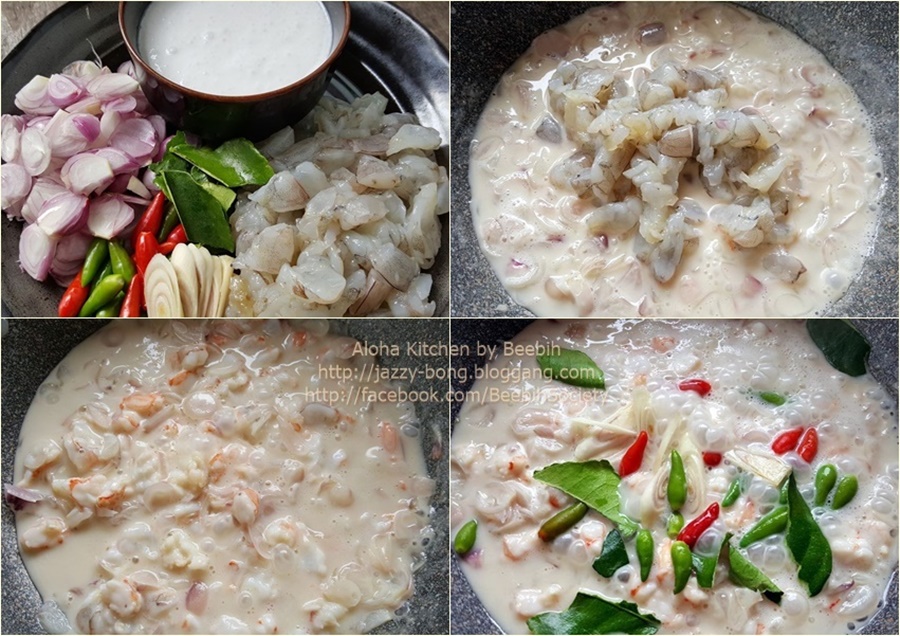 Aloha Kitchen by Beebin
http://jazzy-bong.bloggang.com
http://facebook.com/BeebinSociety